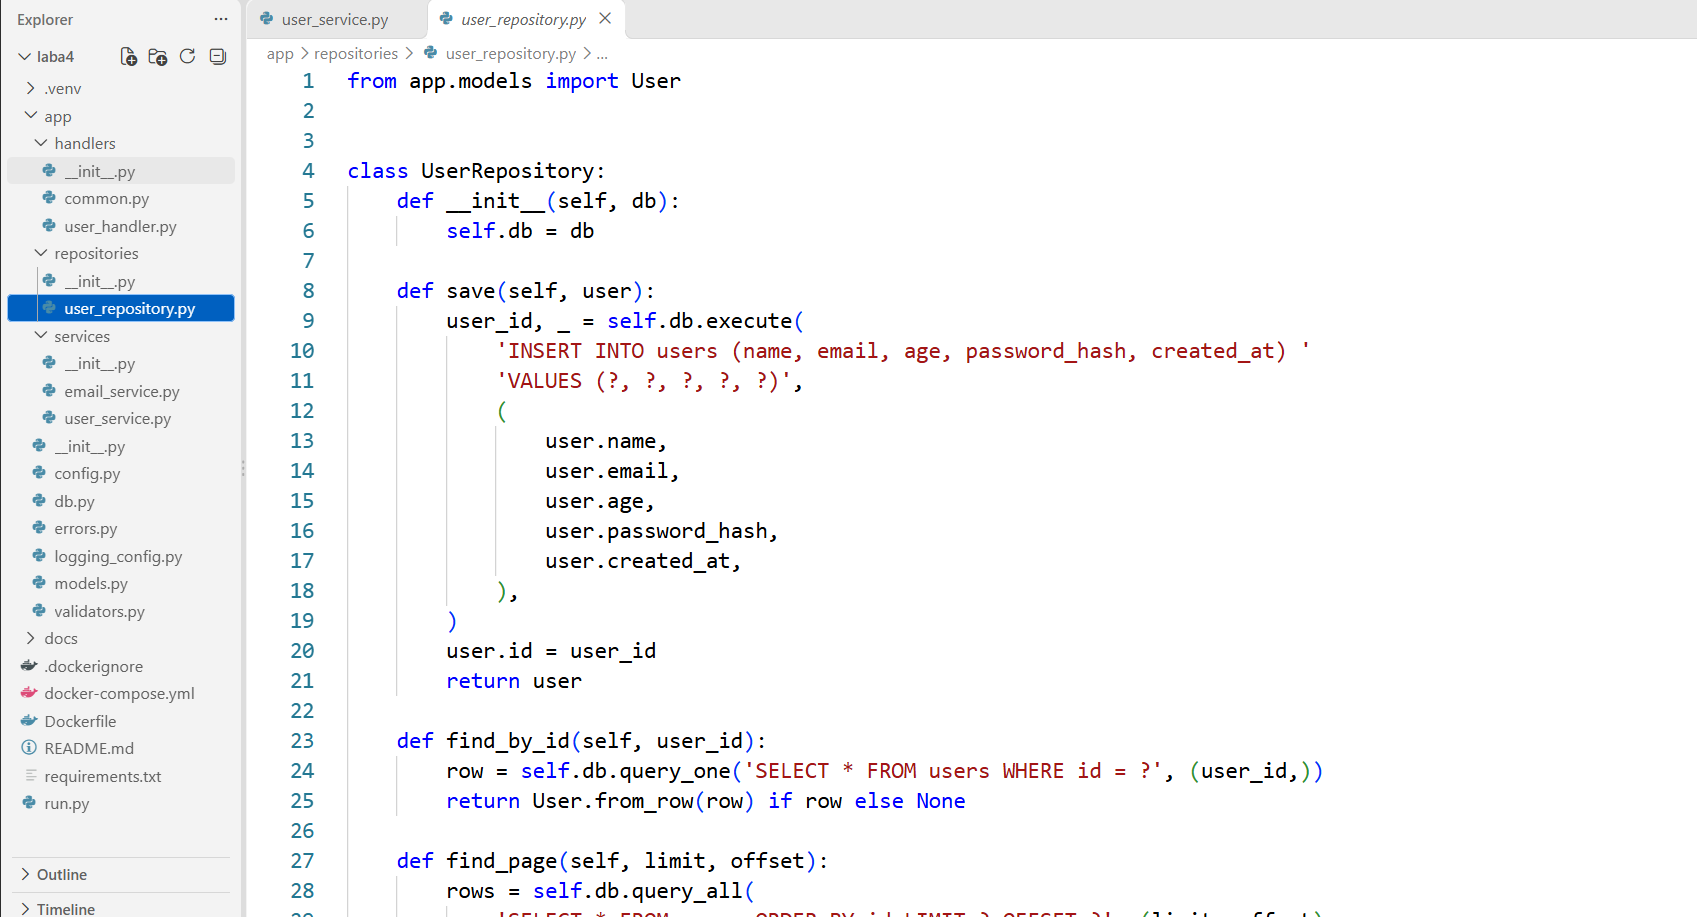 Explorer
laba4
.venv
app
handlers
__init__.py
common.py
user_handler.py
repositories
__init__.py
user_repository.py
services
__init__.py
email_service.py
user_service.py
__init__.py
config.py
db.py
errors.py
logging_config.py
models.py
validators.py
docs
.dockerignore
docker-compose.yml
Dockerfile
README.md
requirements.txt
run.py
Outline
Timeline
user_service.py
user_repository.py
app > repositories > user_repository.py > ...
1 from app.models import User
2
3
4 class UserRepository:
5 def __init__(self, db):
6 self.db = db
7
8 def save(self, user):
9 user_id, _ = self.db.execute(
10 'INSERT INTO users (name, email, age, password_hash, created_at) '
11 'VALUES (?, ?, ?, ?, ?)',
12 (
13 user.name,
14 user.email,
15 user.age,
16 user.password_hash,
17 user.created_at,
18 ),
19 )
20 user.id = user_id
21 return user
22
23 def find_by_id(self, user_id):
24 row = self.db.query_one('SELECT * FROM users WHERE id = ?', (user_id,))
25 return User.from_row(row) if row else None
26
27 def find_page(self, limit, offset):
28 rows = self.db.query_all(